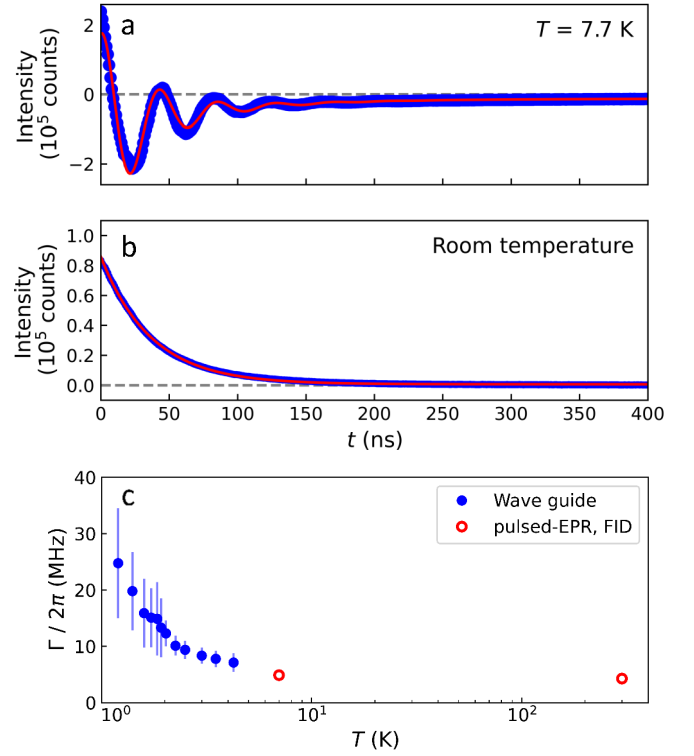 a
T = 7.7 K
Intensity
(10⁵ counts)
2
0
−2
b
Room temperature
Intensity
(10⁵ counts)
1.0
0.8
0.6
0.4
0.2
0.0
0 50 100 150 200 250 300 350 400
t (ns)
c
Wave guide
pulsed-EPR, FID
Γ / 2π (MHz)
40
30
20
10
0
10⁰ 10¹ 10²
T (K)